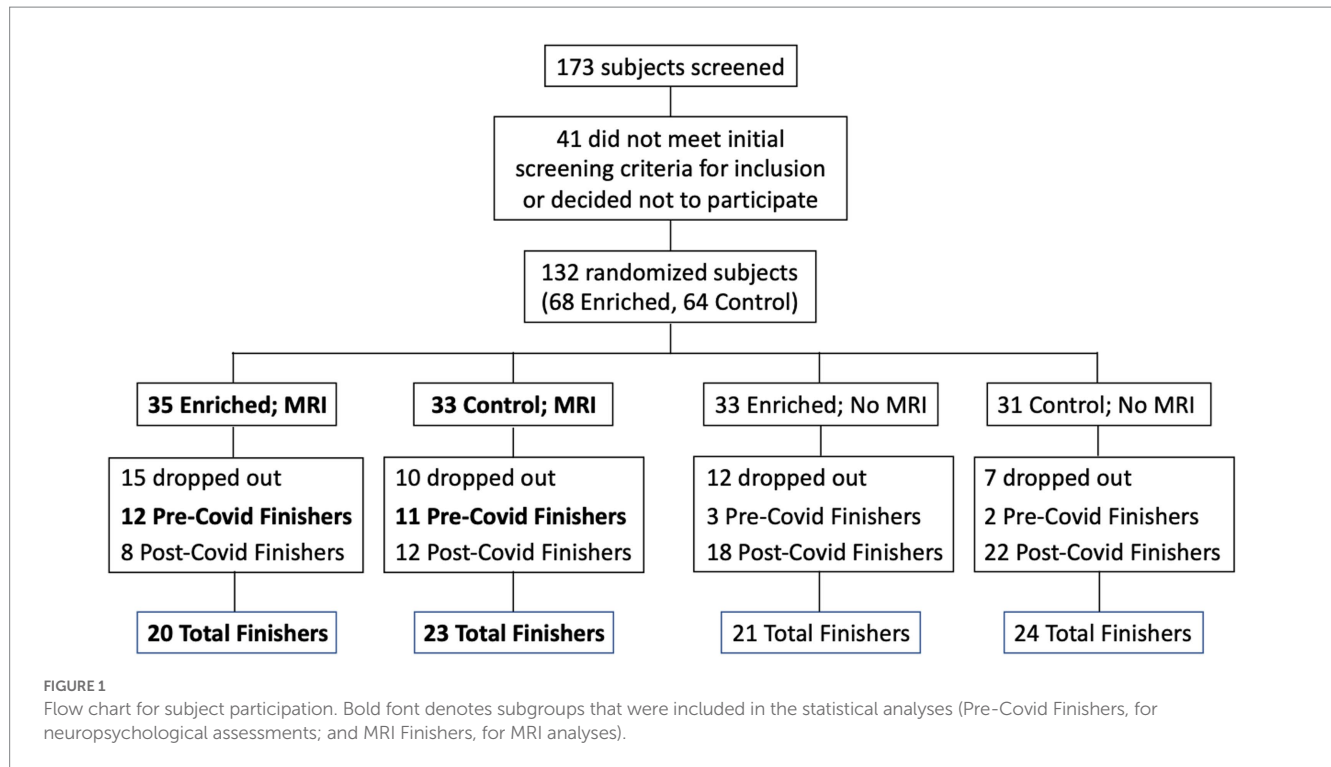 173 subjects screened
41 did not meet initial
screening criteria for inclusion
or decided not to participate
132 randomized subjects
(68 Enriched, 64 Control)
35 Enriched; MRI
33 Control; MRI
33 Enriched; No MRI
31 Control; No MRI
15 dropped out
12 Pre-Covid Finishers
8 Post-Covid Finishers
10 dropped out
11 Pre-Covid Finishers
12 Post-Covid Finishers
12 dropped out
3 Pre-Covid Finishers
18 Post-Covid Finishers
7 dropped out
2 Pre-Covid Finishers
22 Post-Covid Finishers
20 Total Finishers
23 Total Finishers
21 Total Finishers
24 Total Finishers
FIGURE 1
Flow chart for subject participation. Bold font denotes subgroups that were included in the statistical analyses (Pre-Covid Finishers, for
neuropsychological assessments; and MRI Finishers, for MRI analyses).